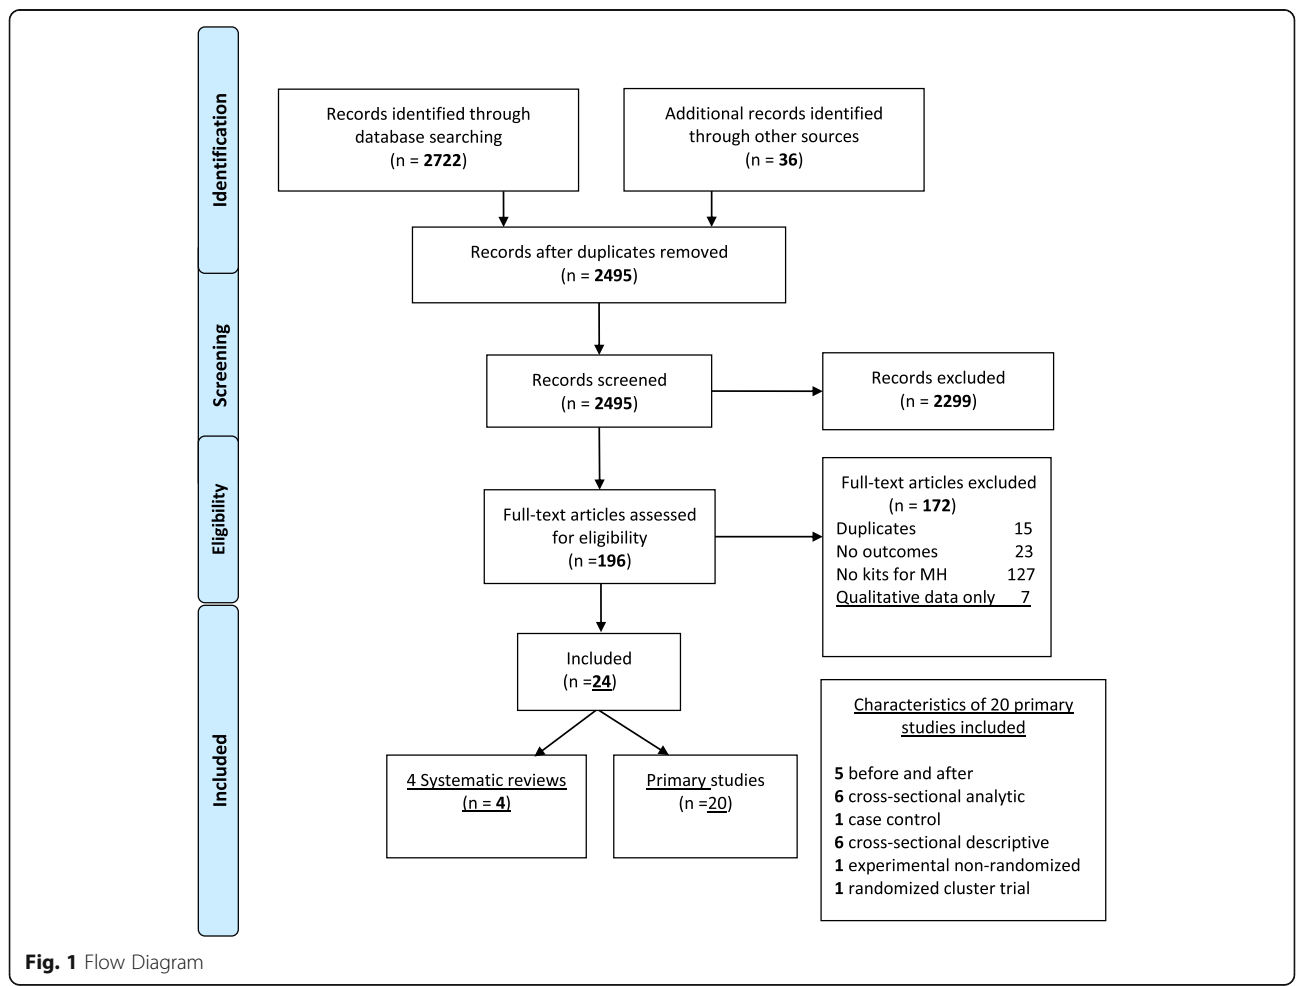 Identification
Records identified through
database searching
(n = 2722)
Additional records identified
through other sources
(n = 36)
Records after duplicates removed
(n = 2495)
Screening
Records screened
(n = 2495)
Records excluded
(n = 2299)
Eligibility
Full-text articles assessed
for eligibility
(n =196)
Full-text articles excluded
(n = 172)
Duplicates 15
No outcomes 23
No kits for MH 127
Qualitative data only 7
Included
Included
(n =24)
4 Systematic reviews
(n = 4)
Primary studies
(n =20)
Characteristics of 20 primary
studies included
5 before and after
6 cross-sectional analytic
1 case control
6 cross-sectional descriptive
1 experimental non-randomized
1 randomized cluster trial
Fig. 1 Flow Diagram